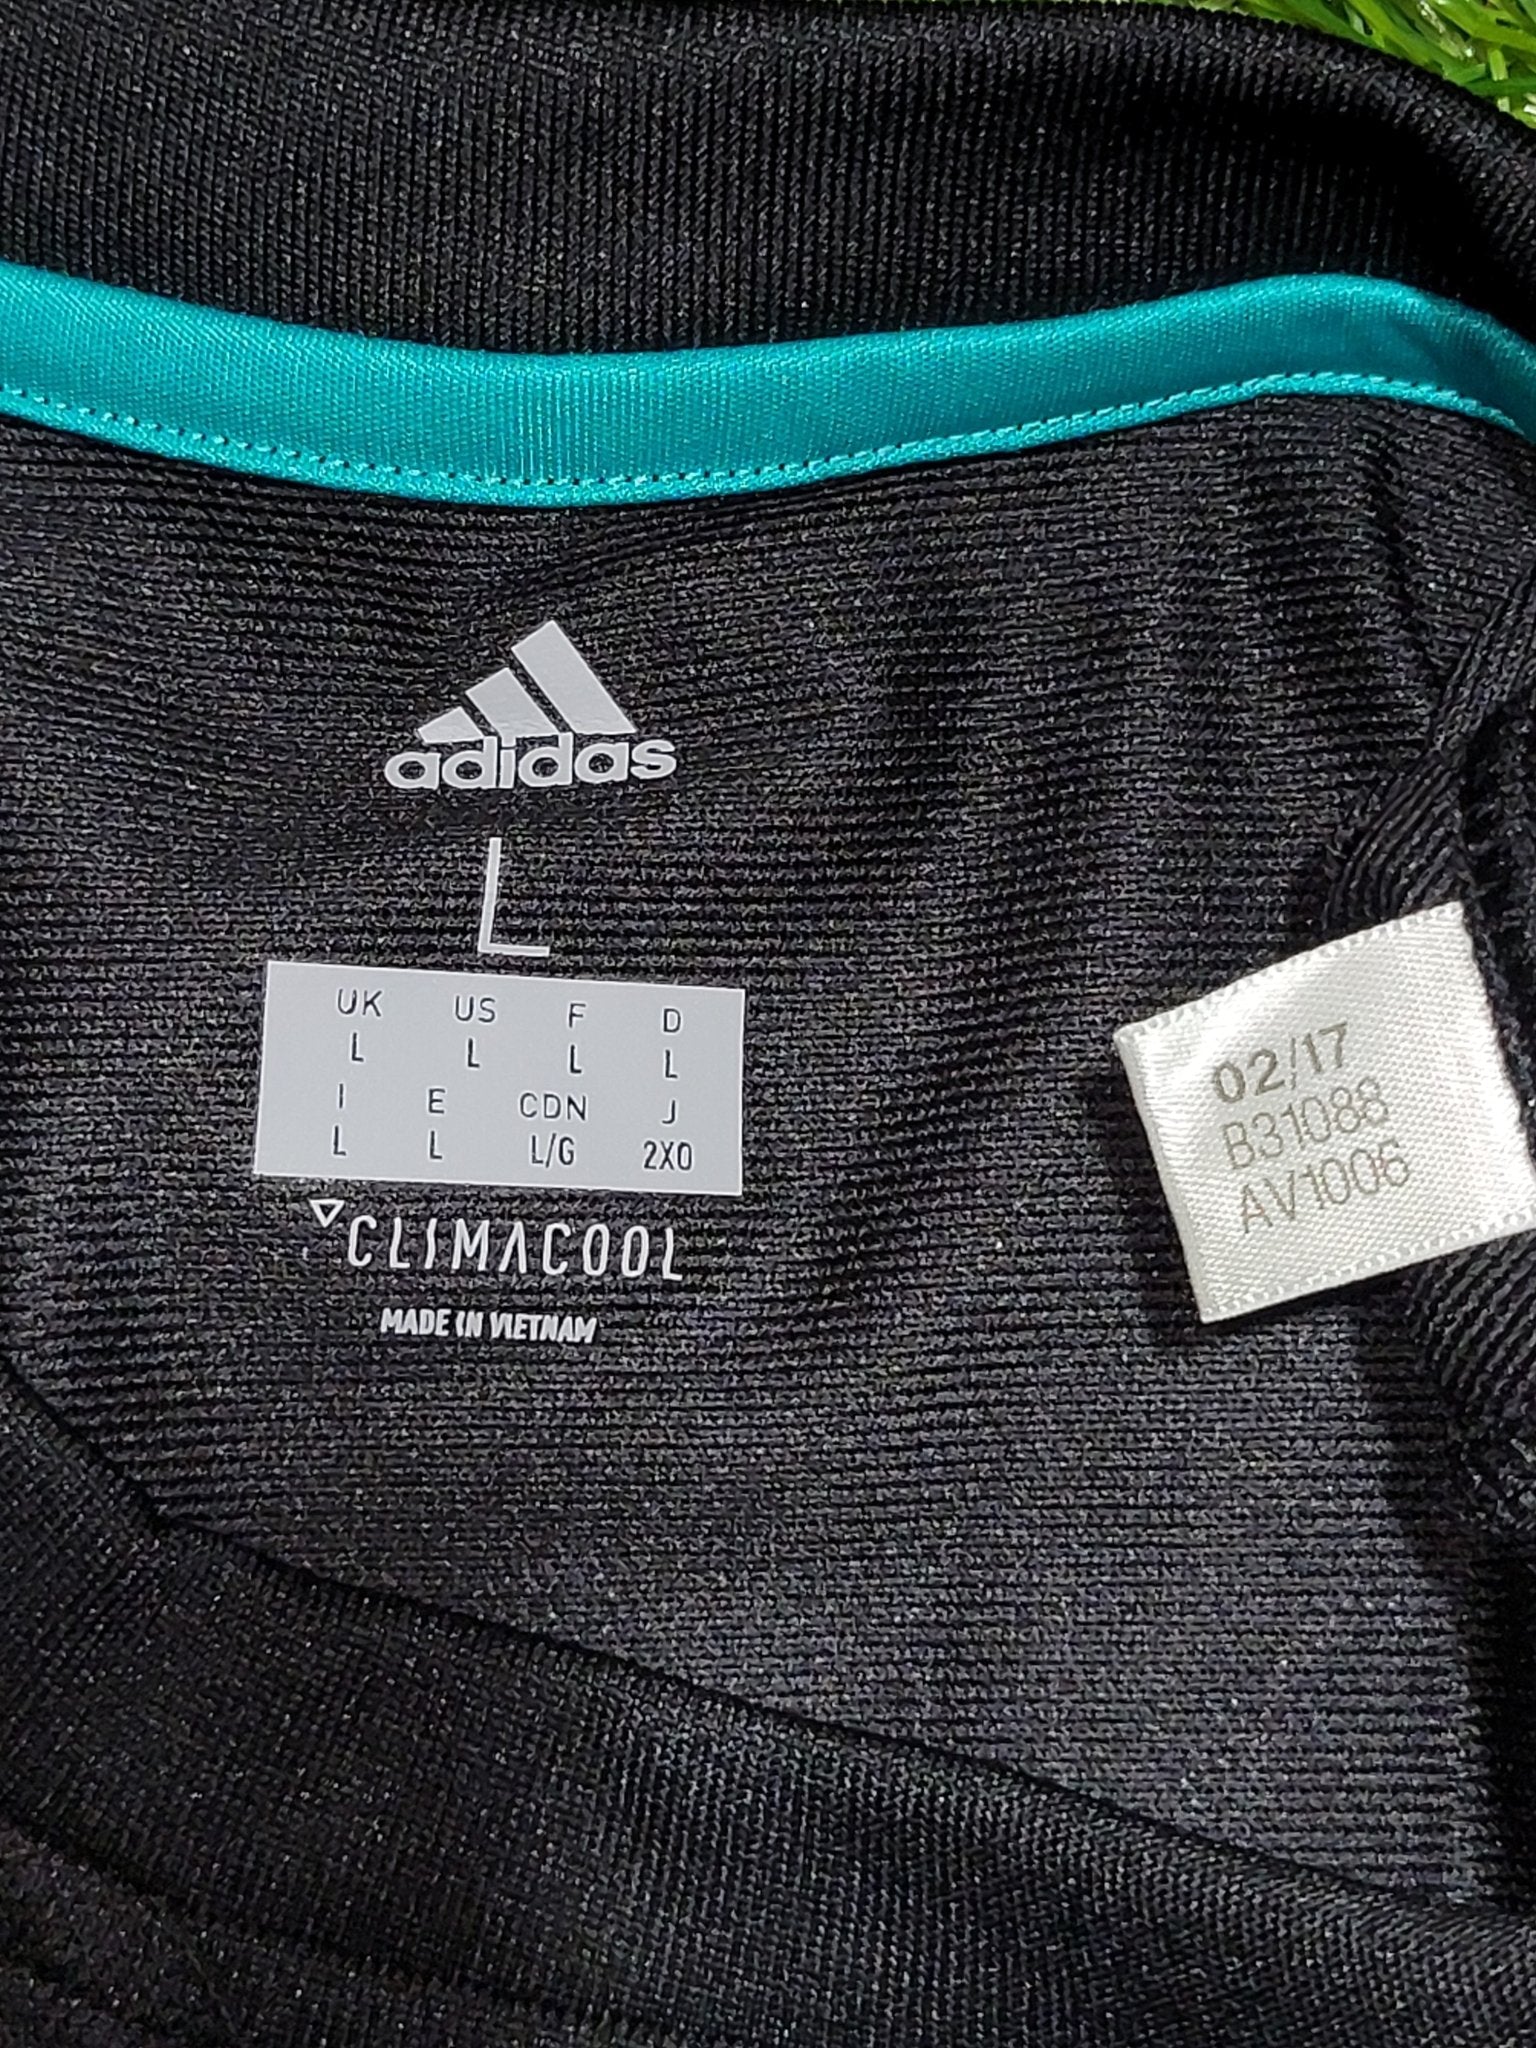 adidas
L
UK US F D
L L L L
I E CDN J
L L L/G 2XO
CLIMACOOL
MADE IN VIETNAM
02/17
B31088
AV1006